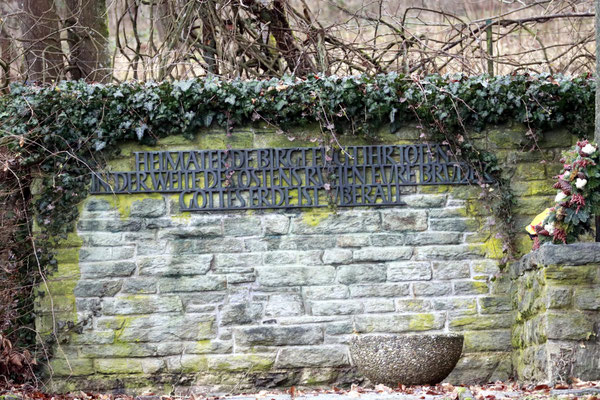 HEIMATERDE BIRGT EUCH IHR TOTEN
IN DER WEITE DES OSTENS RUHEN EURE BRÜDER
GOTTES ERDE IST ÜBERALL